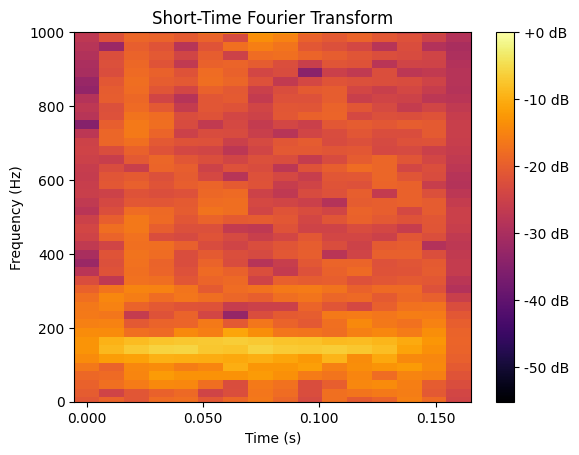 Short-Time Fourier Transform
1000
800
600
400
200
0
Frequency (Hz)
0.000
0.050
0.100
0.150
Time (s)
+0 dB
-10 dB
-20 dB
-30 dB
-40 dB
-50 dB